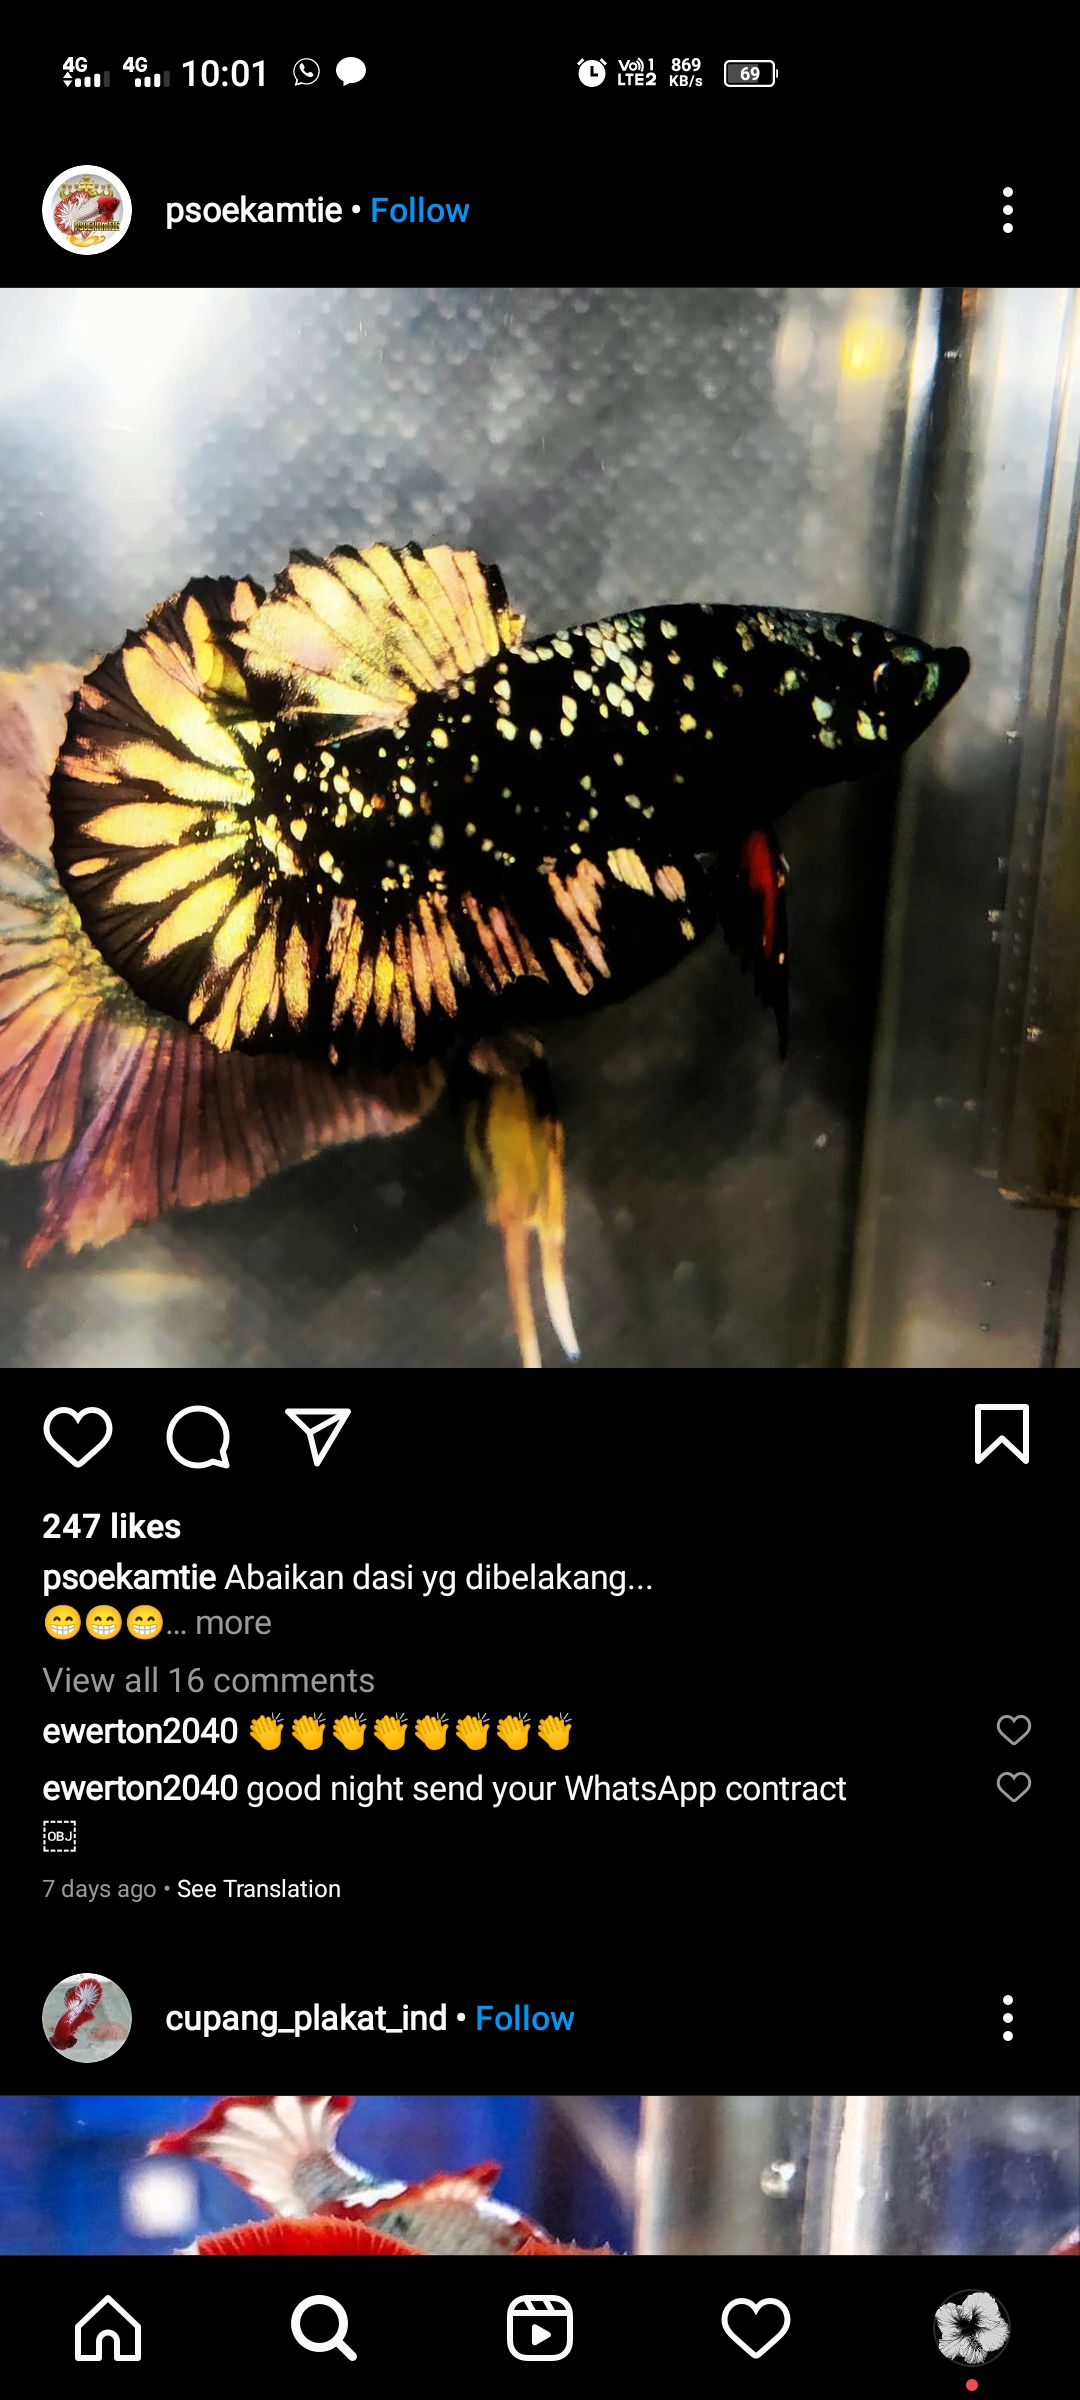 4G 4G 10:01 Vo) 1 LTE2 869 KB/s 69
psoekamtie • Follow
PSOEKAMTIE
247 likes
psoekamtie Abaikan dasi yg dibelakang...
😁😁😁... more
View all 16 comments
ewerton2040 👏👏👏👏👏👏👏👏
ewerton2040 good night send your WhatsApp contract
OBJ
7 days ago • See Translation
cupang_plakat_ind • Follow